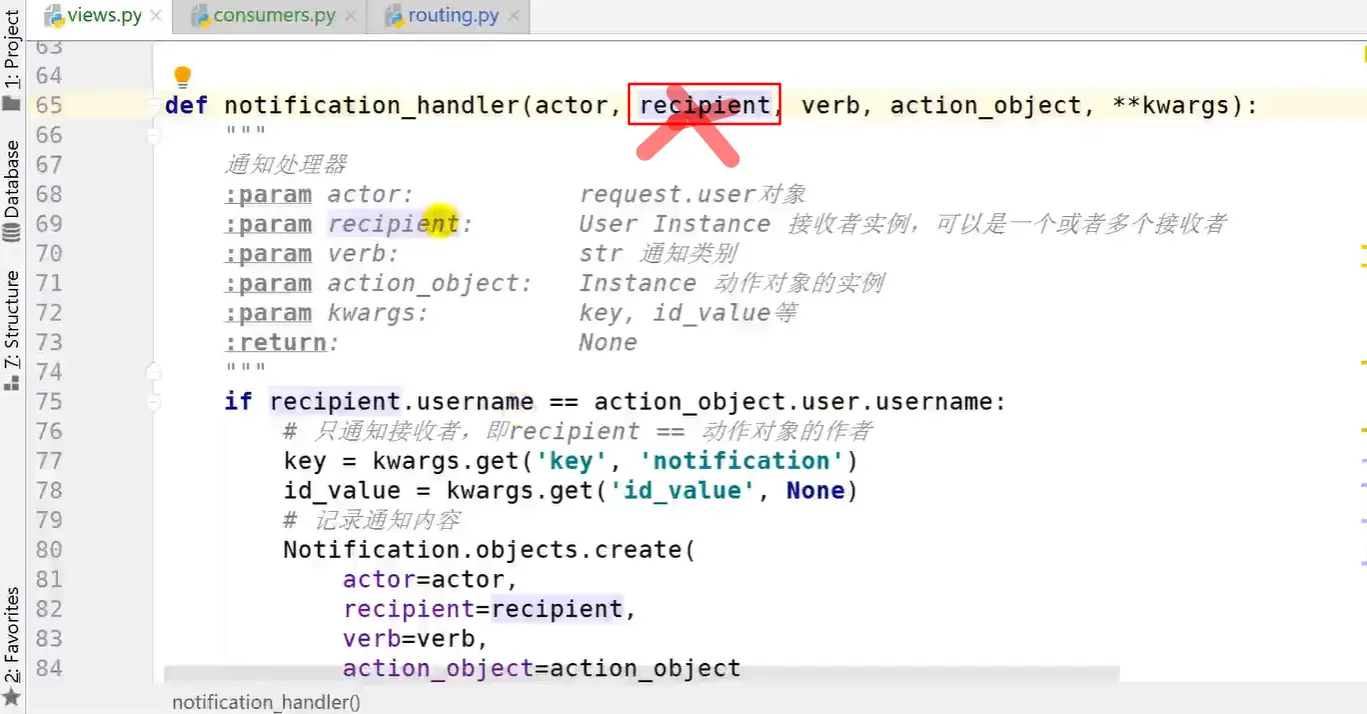 views.py
consumers.py
routing.py
1: Project
Database
7: Structure
2: Favorites
63
64
65 def notification_handler(actor, recipient, verb, action_object, **kwargs):
66 """
67 通知处理器
68 :param actor: request.user对象
69 :param recipient: User Instance 接收者实例，可以是一个或者多个接收者
70 :param verb: str 通知类别
71 :param action_object: Instance 动作对象的实例
72 :param kwargs: key, id_value等
73 :return: None
74 """
75 if recipient.username == action_object.user.username:
76 # 只通知接收者，即recipient == 动作对象的作者
77 key = kwargs.get('key', 'notification')
78 id_value = kwargs.get('id_value', None)
79 # 记录通知内容
80 Notification.objects.create(
81 actor=actor,
82 recipient=recipient,
83 verb=verb,
84 action_object=action_object
notification_handler()